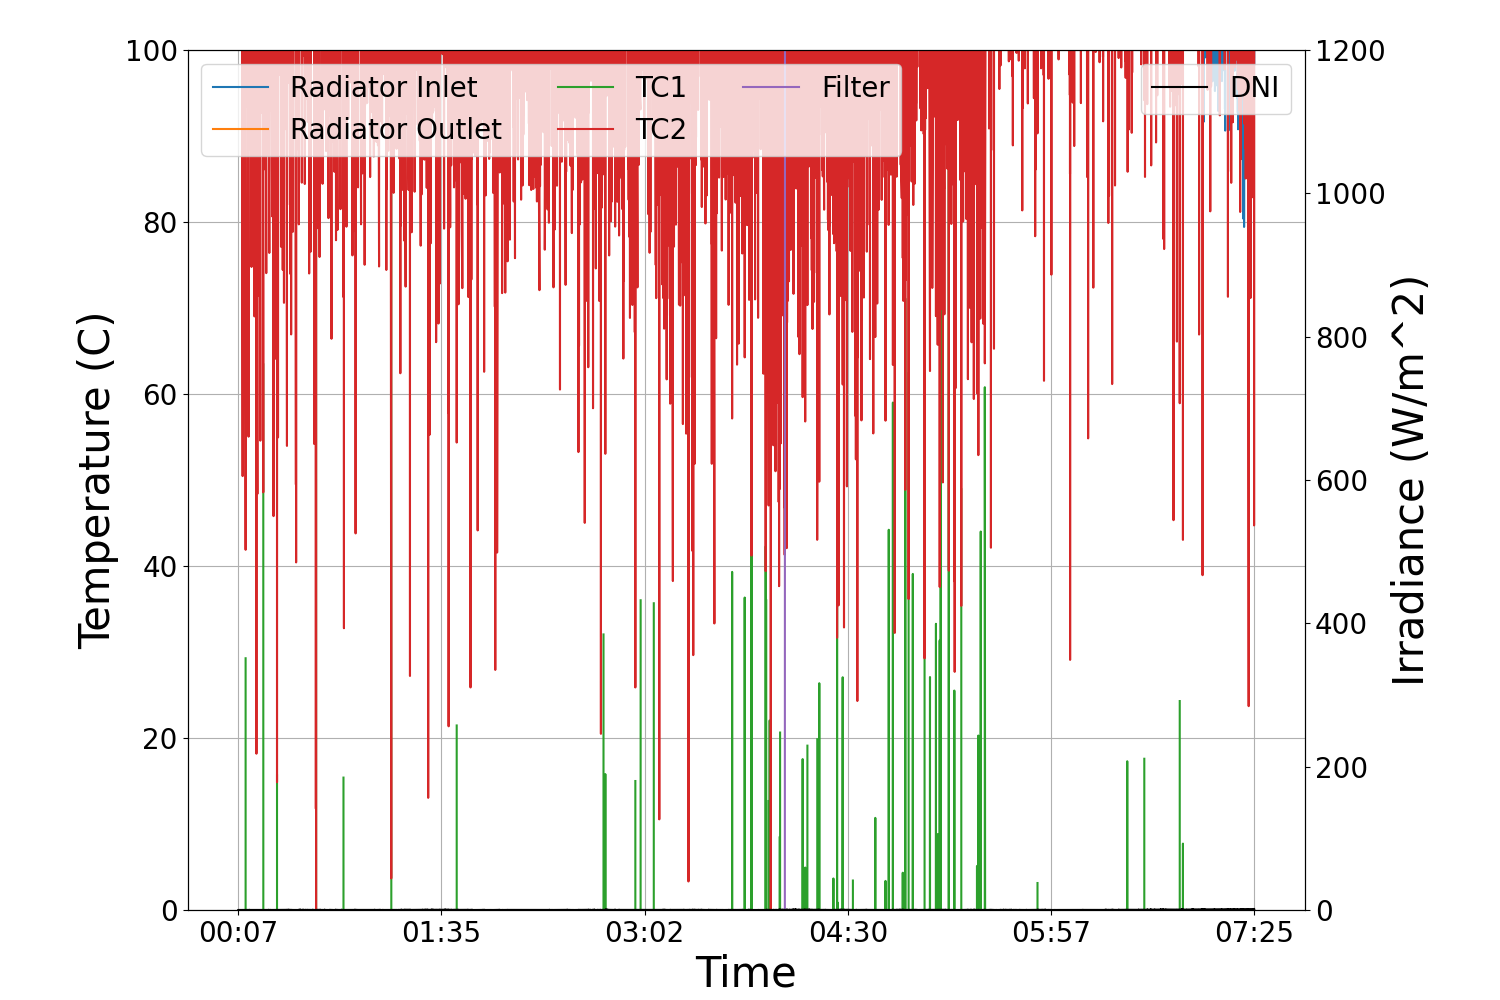 Radiator Inlet
Radiator Outlet
TC1
TC2
Filter
DNI
Temperature (C)
100
80
60
40
20
0
1200
1000
800
600
400
200
0
Irradiance (W/m^2)
00:07 01:35 03:02 04:30 05:57 07:25
Time